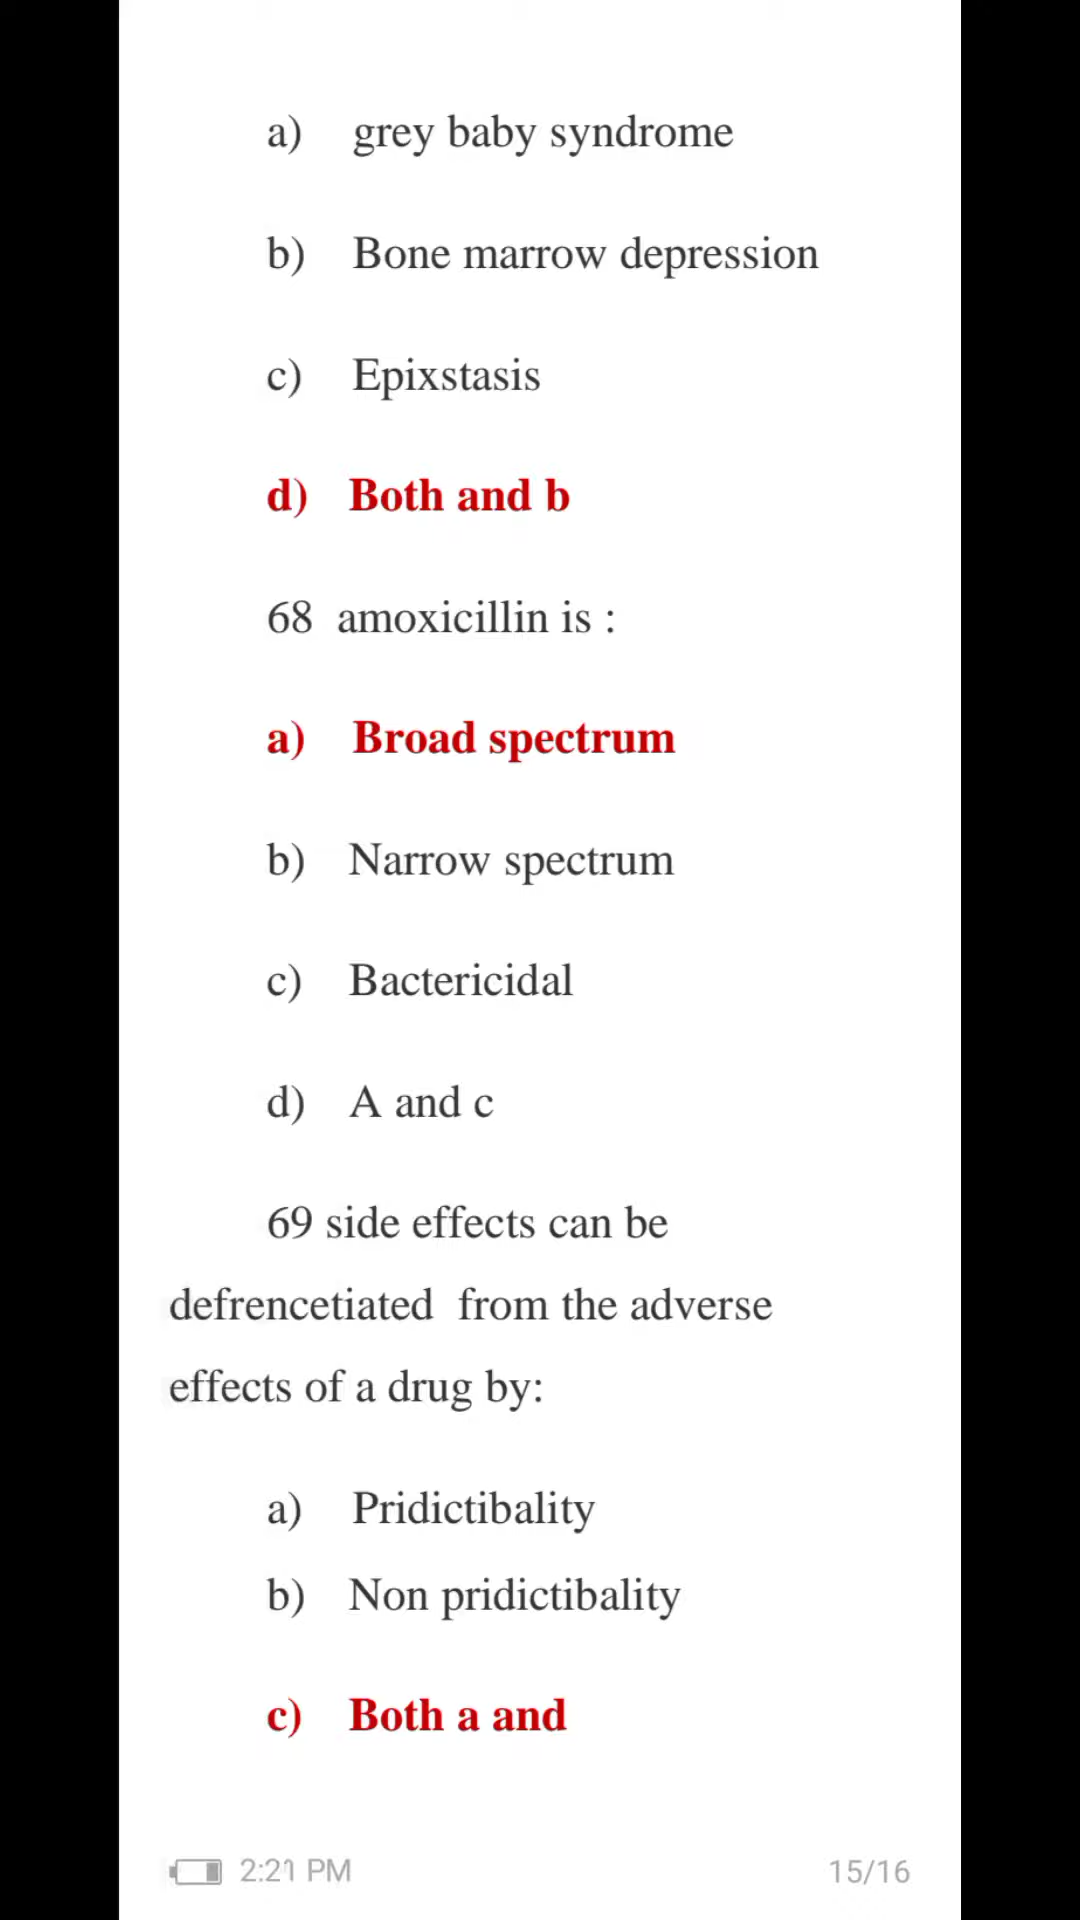 a) grey baby syndrome
b) Bone marrow depression
c) Epixstasis
d) Both and b
68 amoxicillin is :
a) Broad spectrum
b) Narrow spectrum
c) Bactericidal
d) A and c
69 side effects can be
defrencetiated from the adverse
effects of a drug by:
a) Pridictibality
b) Non pridictibality
c) Both a and
2:21 PM
15/16